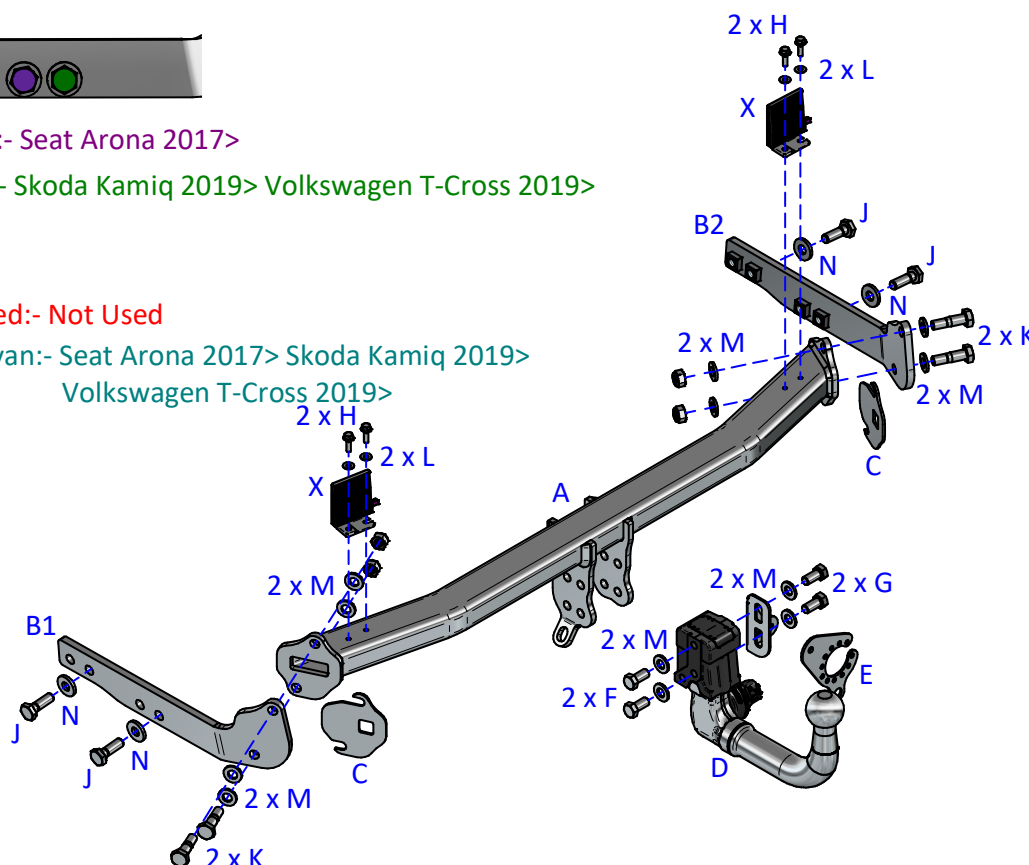 2 x H
2 x L
X
:- Seat Arona 2017>
:- Skoda Kamiq 2019> Volkswagen T-Cross 2019>
J
B2
N
J
N
ed:- Not Used
2 x K
2 x M
van:- Seat Arona 2017> Skoda Kamiq 2019>
Volkswagen T-Cross 2019>
2 x M
2 x H
2 x L
C
X
A
2 x M
2 x M
2 x G
B1
2 x M
E
2 x F
N
J
N
J
C
D
2 x M
2 x K